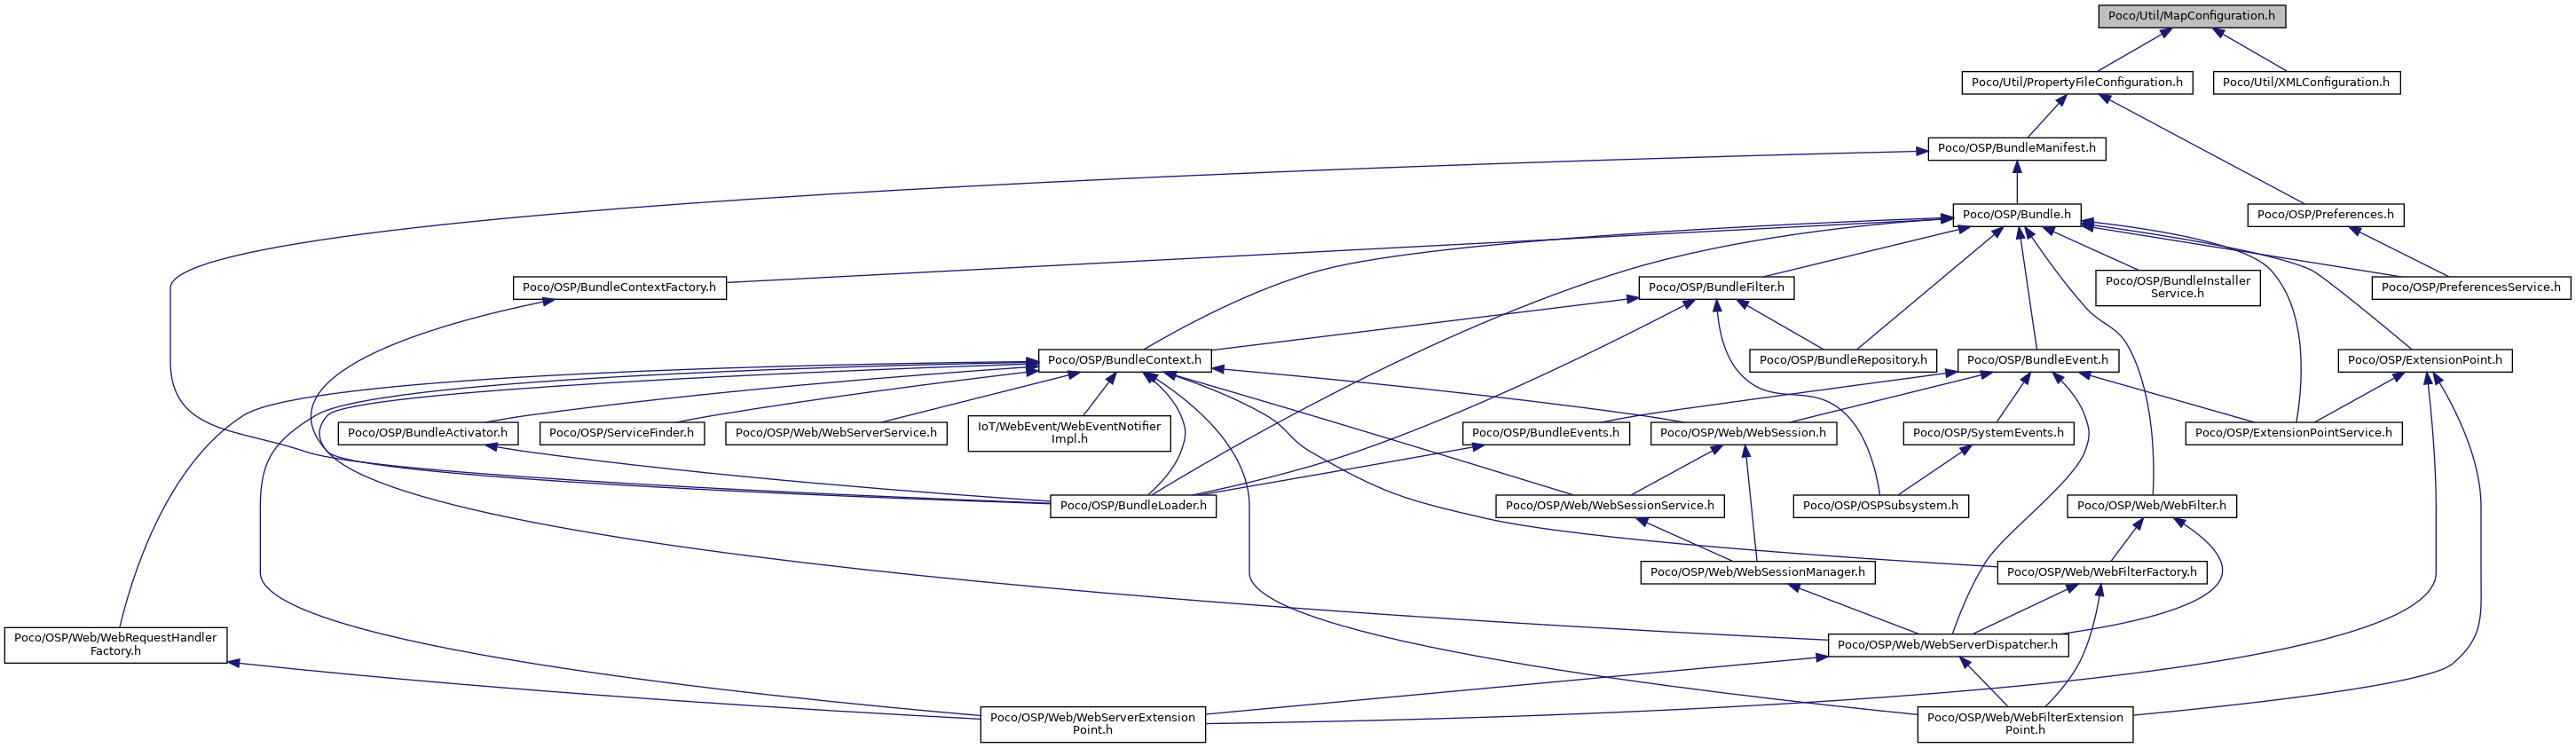 Poco/Util/MapConfiguration.h
Poco/Util/PropertyFileConfiguration.h
Poco/Util/XMLConfiguration.h
Poco/OSP/BundleManifest.h
Poco/OSP/Bundle.h
Poco/OSP/Preferences.h
Poco/OSP/BundleContextFactory.h
Poco/OSP/BundleFilter.h
Poco/OSP/BundleInstaller
Service.h
Poco/OSP/PreferencesService.h
Poco/OSP/BundleContext.h
Poco/OSP/BundleRepository.h
Poco/OSP/BundleEvent.h
Poco/OSP/ExtensionPoint.h
Poco/OSP/BundleActivator.h
Poco/OSP/ServiceFinder.h
Poco/OSP/Web/WebServerService.h
IoT/WebEvent/WebEventNotifier
Impl.h
Poco/OSP/BundleEvents.h
Poco/OSP/Web/WebSession.h
Poco/OSP/SystemEvents.h
Poco/OSP/ExtensionPointService.h
Poco/OSP/BundleLoader.h
Poco/OSP/Web/WebSessionService.h
Poco/OSP/OSPSubsystem.h
Poco/OSP/Web/WebFilter.h
Poco/OSP/Web/WebSessionManager.h
Poco/OSP/Web/WebFilterFactory.h
Poco/OSP/Web/WebRequestHandler
Factory.h
Poco/OSP/Web/WebServerDispatcher.h
Poco/OSP/Web/WebServerExtension
Point.h
Poco/OSP/Web/WebFilterExtension
Point.h